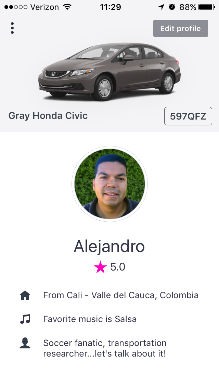 Verizon 11:29 88%
Edit profile
Gray Honda Civic 597QFZ
Alejandro
5.0
From Cali - Valle del Cauca, Colombia
Favorite music is Salsa
Soccer fanatic, transportation
researcher...let's talk about it!